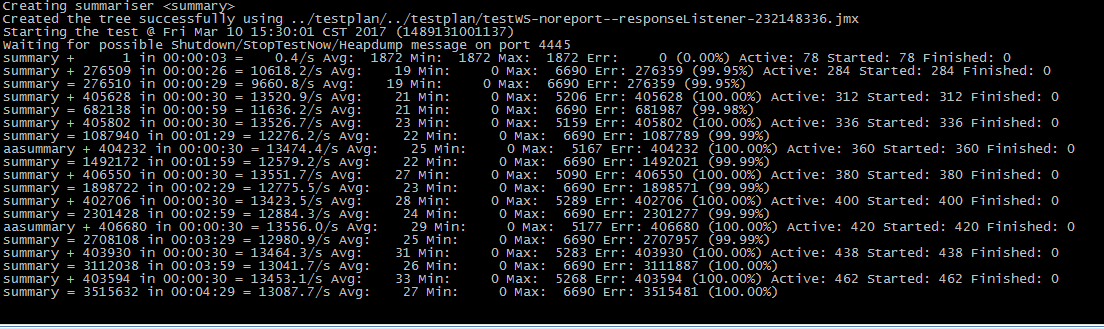 Creating summariser <summary>
Created the tree successfully using ../testplan/../testplan/testWS-noreport--responseListener-232148336.jmx
Starting the test @ Fri Mar 10 15:30:01 CST 2017 (1489131001137)
Waiting for possible Shutdown/StopTestNow/Heapdump message on port 4445
summary + 1 in 00:00:03 = 0.4/s Avg: 1872 Min: 1872 Max: 1872 Err: 0 (0.00%) Active: 78 Started: 78 Finished: 0
summary + 276509 in 00:00:26 = 10618.2/s Avg: 19 Min: 0 Max: 6690 Err: 276359 (99.95%) Active: 284 Started: 284 Finished: 0
summary = 276510 in 00:00:29 = 9660.8/s Avg: 19 Min: 0 Max: 6690 Err: 276359 (99.95%)
summary + 405628 in 00:00:30 = 13520.9/s Avg: 21 Min: 0 Max: 5206 Err: 405628 (100.00%) Active: 312 Started: 312 Finished: 0
summary = 682138 in 00:00:59 = 11636.2/s Avg: 21 Min: 0 Max: 6690 Err: 681987 (99.98%)
summary + 405802 in 00:00:30 = 13526.7/s Avg: 23 Min: 0 Max: 5159 Err: 405802 (100.00%) Active: 336 Started: 336 Finished: 0
summary = 1087940 in 00:01:29 = 12276.2/s Avg: 22 Min: 0 Max: 6690 Err: 1087789 (99.99%)
aasummary + 404232 in 00:00:30 = 13474.4/s Avg: 25 Min: 0 Max: 5167 Err: 404232 (100.00%) Active: 360 Started: 360 Finished: 0
summary = 1492172 in 00:01:59 = 12579.2/s Avg: 22 Min: 0 Max: 6690 Err: 1492021 (99.99%)
summary + 406550 in 00:00:30 = 13551.7/s Avg: 27 Min: 0 Max: 5090 Err: 406550 (100.00%) Active: 380 Started: 380 Finished: 0
summary = 1898722 in 00:02:29 = 12775.5/s Avg: 23 Min: 0 Max: 6690 Err: 1898571 (99.99%)
summary + 402706 in 00:00:30 = 13423.5/s Avg: 28 Min: 0 Max: 5289 Err: 402706 (100.00%) Active: 400 Started: 400 Finished: 0
summary = 2301428 in 00:02:59 = 12884.3/s Avg: 24 Min: 0 Max: 6690 Err: 2301277 (99.99%)
aasummary + 406680 in 00:00:30 = 13556.0/s Avg: 29 Min: 0 Max: 5177 Err: 406680 (100.00%) Active: 420 Started: 420 Finished: 0
summary = 2708108 in 00:03:29 = 12980.9/s Avg: 25 Min: 0 Max: 6690 Err: 2707957 (99.99%)
summary + 403930 in 00:00:30 = 13464.3/s Avg: 31 Min: 0 Max: 5283 Err: 403930 (100.00%) Active: 438 Started: 438 Finished: 0
summary = 3112038 in 00:03:59 = 13041.7/s Avg: 26 Min: 0 Max: 6690 Err: 3111887 (100.00%)
summary + 403594 in 00:00:30 = 13453.1/s Avg: 33 Min: 0 Max: 5268 Err: 403594 (100.00%) Active: 462 Started: 462 Finished: 0
summary = 3515632 in 00:04:29 = 13087.7/s Avg: 27 Min: 0 Max: 6690 Err: 3515481 (100.00%)